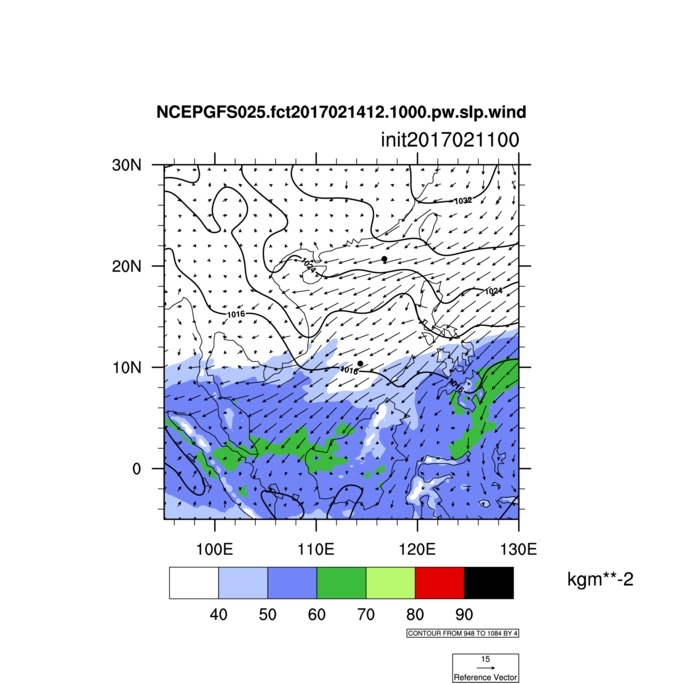 NCEPGFS025.fct2017021412.1000.pw.slp.wind
init2017021100
30N
1032
20N
1024
1024
1016
10N
1016
1016
0
100E 110E 120E 130E
kgm**-2
40 50 60 70 80 90
CONTOUR FROM 948 TO 1084 BY 4
15
Reference Vector